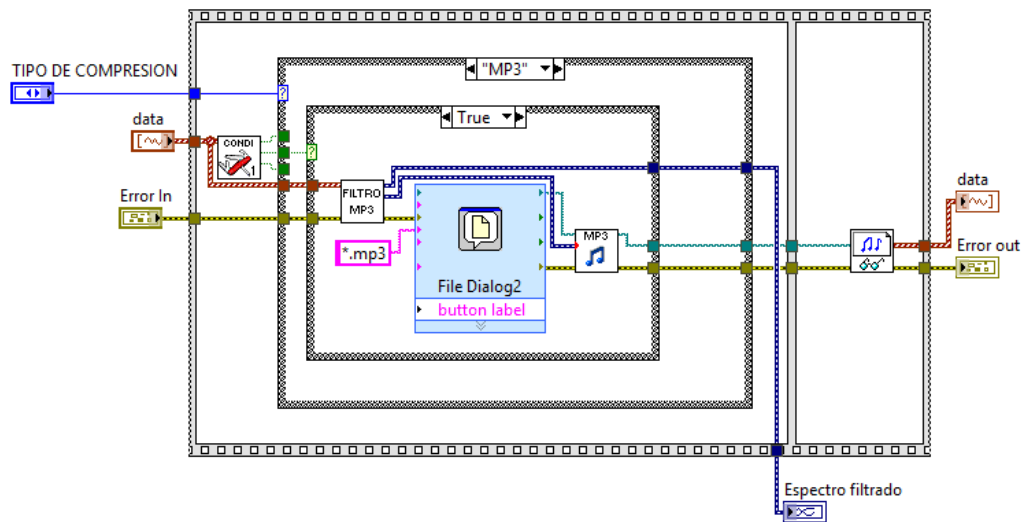 "MP3"
TIPO DE COMPRESION
?
True
data
CONDI
1
?
Error In
FILTRO
MP3
*.mp3
MP3
File Dialog2
button label
data
Error out
Espectro filtrado